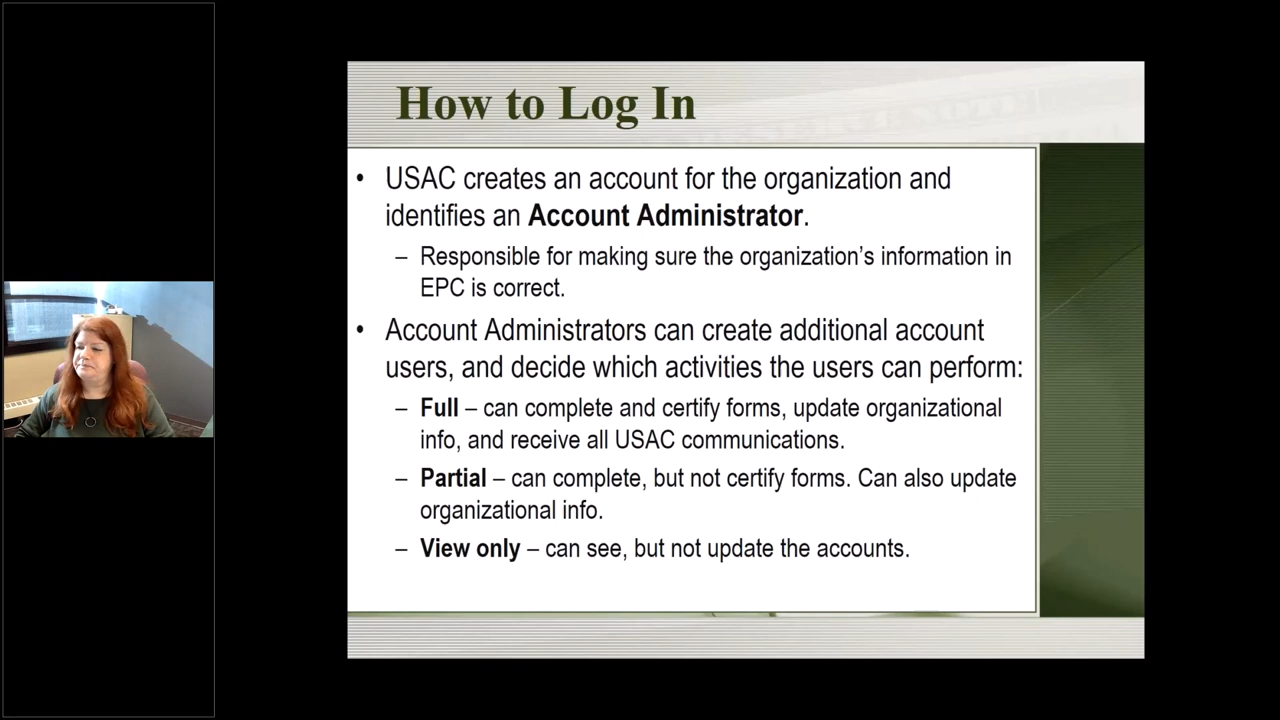 How to Log In
• USAC creates an account for the organization and
identifies an Account Administrator.
– Responsible for making sure the organization’s information in
EPC is correct.
• Account Administrators can create additional account
users, and decide which activities the users can perform:
– Full – can complete and certify forms, update organizational
info, and receive all USAC communications.
– Partial – can complete, but not certify forms. Can also update
organizational info.
– View only – can see, but not update the accounts.